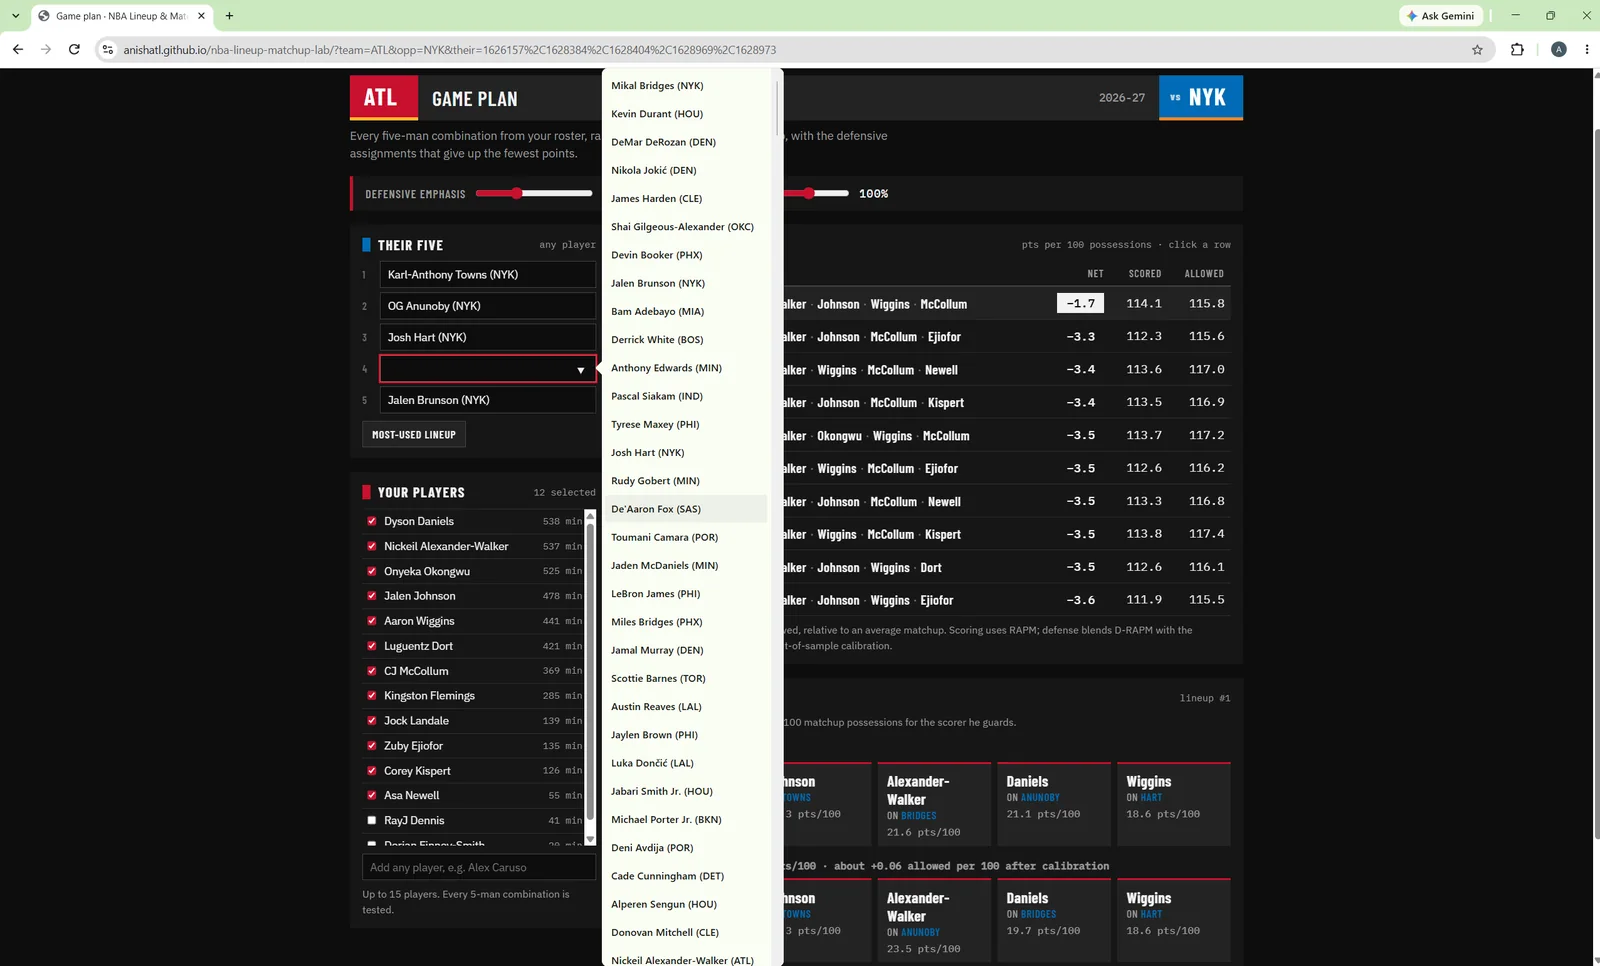 Game plan · NBA Lineup & Mat
Ask Gemini
anishatl.github.io/nba-lineup-matchup-lab/?team=ATL&opp=NYK&their=1626157%2C1628384%2C1628404%2C1628969%2C1628973
A
ATL
GAME PLAN
2026-27
VS NYK
Every five-man combination from your roster, ra
, with the defensive
assignments that give up the fewest points.
DEFENSIVE EMPHASIS
100%
THEIR FIVE
any player
1 Karl-Anthony Towns (NYK)
2 OG Anunoby (NYK)
3 Josh Hart (NYK)
4
5 Jalen Brunson (NYK)
MOST-USED LINEUP
YOUR PLAYERS
12 selected
Dyson Daniels 538 min
Nickeil Alexander-Walker 537 min
Onyeka Okongwu 525 min
Jalen Johnson 478 min
Aaron Wiggins 441 min
Luguentz Dort 421 min
CJ McCollum 369 min
Kingston Flemings 285 min
Jock Landale 139 min
Zuby Ejiofor 135 min
Corey Kispert 126 min
Asa Newell 55 min
RayJ Dennis 41 min
Dorian Finney-Smith
Add any player, e.g. Alex Caruso
Up to 15 players. Every 5-man combination is
tested.
Mikal Bridges (NYK)
Kevin Durant (HOU)
DeMar DeRozan (DEN)
Nikola Jokić (DEN)
James Harden (CLE)
Shai Gilgeous-Alexander (OKC)
Devin Booker (PHX)
Jalen Brunson (NYK)
Bam Adebayo (MIA)
Derrick White (BOS)
Anthony Edwards (MIN)
Pascal Siakam (IND)
Tyrese Maxey (PHI)
Josh Hart (NYK)
Rudy Gobert (MIN)
De'Aaron Fox (SAS)
Toumani Camara (POR)
Jaden McDaniels (MIN)
LeBron James (PHI)
Miles Bridges (PHX)
Jamal Murray (DEN)
Scottie Barnes (TOR)
Austin Reaves (LAL)
Jaylen Brown (PHI)
Luka Dončić (LAL)
Jabari Smith Jr. (HOU)
Michael Porter Jr. (BKN)
Deni Avdija (POR)
Cade Cunningham (DET)
Alperen Sengun (HOU)
Donovan Mitchell (CLE)
Nickeil Alexander-Walker (ATL)
pts per 100 possessions · click a row
NET SCORED ALLOWED
alker · Johnson · Wiggins · McCollum −1.7 114.1 115.8
alker · Johnson · McCollum · Ejiofor −3.3 112.3 115.6
alker · Wiggins · McCollum · Newell −3.4 113.6 117.0
alker · Johnson · McCollum · Kispert −3.4 113.5 116.9
alker · Okongwu · Wiggins · McCollum −3.5 113.7 117.2
alker · Wiggins · McCollum · Ejiofor −3.5 112.6 116.2
alker · Johnson · McCollum · Newell −3.5 113.3 116.8
alker · Wiggins · McCollum · Kispert −3.5 113.8 117.4
alker · Johnson · Wiggins · Dort −3.5 112.6 116.1
alker · Johnson · Wiggins · Ejiofor −3.6 111.9 115.5
wed, relative to an average matchup. Scoring uses RAPM; defense blends D-RAPM with the
t-of-sample calibration.
lineup #1
100 matchup possessions for the scorer he guards.
hnson
TOWNS
3 pts/100
Alexander-
Walker
ON BRIDGES
21.6 pts/100
Daniels
ON ANUNOBY
21.1 pts/100
Wiggins
ON HART
18.6 pts/100
ts/100 · about +0.06 allowed per 100 after calibration
hnson
TOWNS
3 pts/100
Alexander-
Walker
ON ANUNOBY
23.5 pts/100
Daniels
ON BRIDGES
19.7 pts/100
Wiggins
ON HART
18.6 pts/100